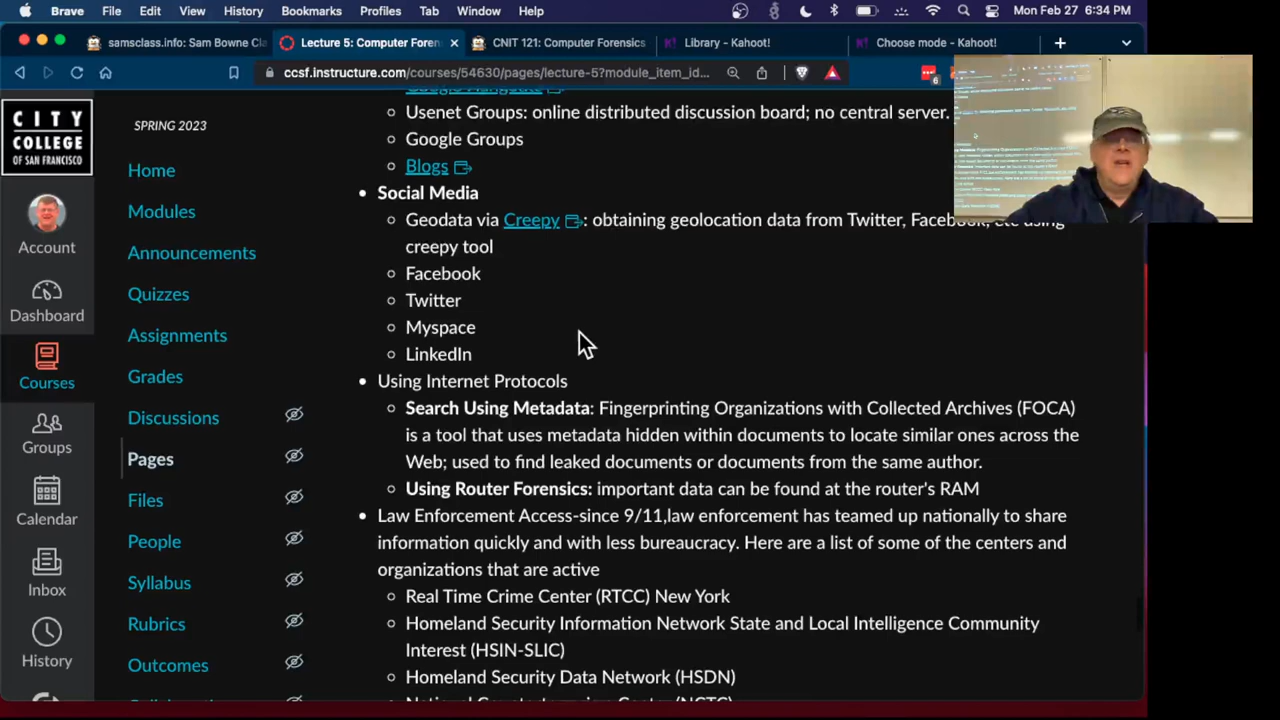 Brave File Edit View History Bookmarks Profiles Tab Window Help Mon Feb 27 6:34 PM
samsclass.info: Sam Bowne Cla Lecture 5: Computer Foren CNIT 121: Computer Forensics Library - Kahoot! Choose mode - Kahoot!
ccsf.instructure.com/courses/54630/pages/lecture-5?module_item_id... 6
CITY
COLLEGE
OF SAN FRANCISCO
Account
Dashboard
Courses
Groups
Calendar
Inbox
History
SPRING 2023
Home
Modules
Announcements
Quizzes
Assignments
Grades
Discussions
Pages
Files
People
Syllabus
Rubrics
Outcomes
Google Hangouts
Usenet Groups: online distributed discussion board; no central server.
Google Groups
Blogs
Social Media
Geodata via Creepy: obtaining geolocation data from Twitter, Facebook, etc using
creepy tool
Facebook
Twitter
Myspace
LinkedIn
Using Internet Protocols
Search Using Metadata: Fingerprinting Organizations with Collected Archives (FOCA)
is a tool that uses metadata hidden within documents to locate similar ones across the
Web; used to find leaked documents or documents from the same author.
Using Router Forensics: important data can be found at the router's RAM
Law Enforcement Access-since 9/11,law enforcement has teamed up nationally to share
information quickly and with less bureaucracy. Here are a list of some of the centers and
organizations that are active
Real Time Crime Center (RTCC) New York
Homeland Security Information Network State and Local Intelligence Community
Interest (HSIN-SLIC)
Homeland Security Data Network (HSDN)